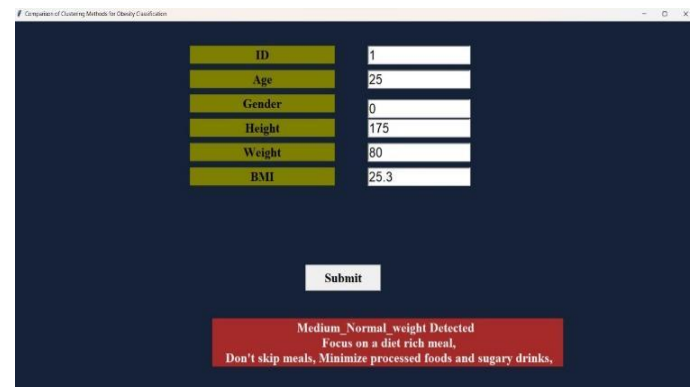 Comparison of Clustering Methods for Obesity Classification
ID 1
Age 25
Gender 0
Height 175
Weight 80
BMI 25.3
Submit
Medium_Normal_weight Detected
Focus on a diet rich meal,
Don't skip meals, Minimize processed foods and sugary drinks,